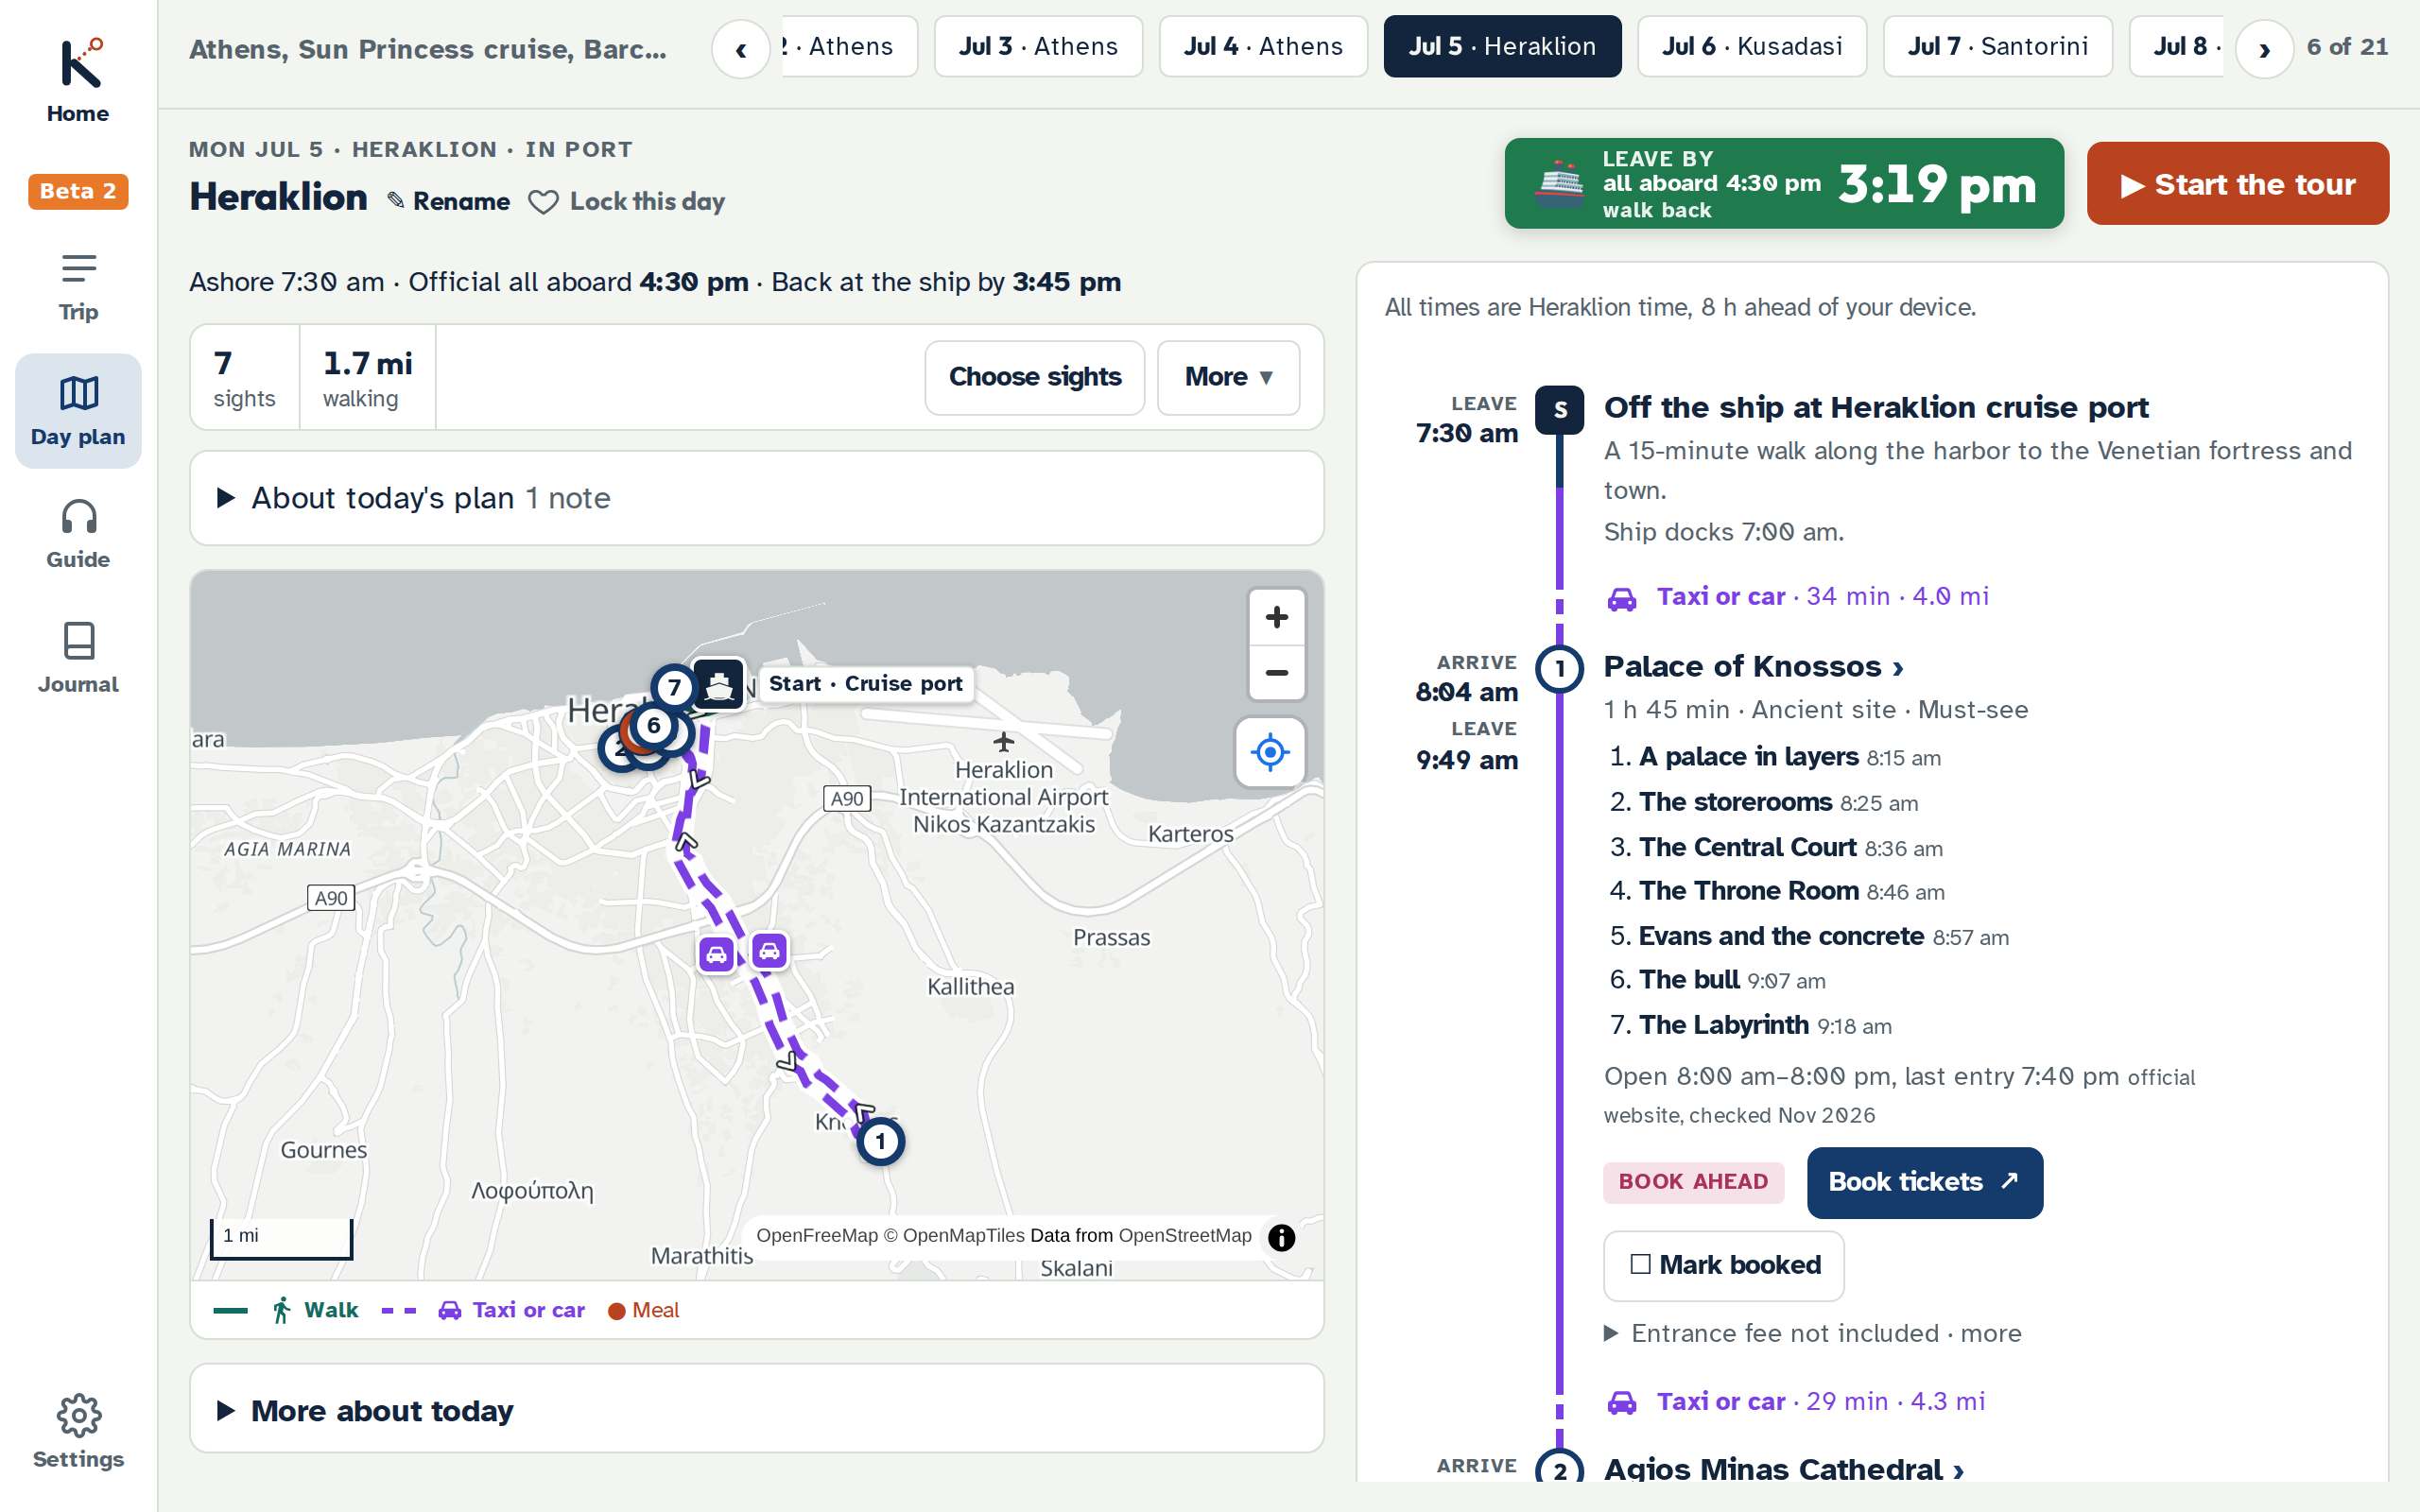 Home
Beta 2
Trip
Day plan
Guide
Journal
Settings
Athens, Sun Princess cruise, Barc…
‹
2 · Athens
Jul 3 · Athens
Jul 4 · Athens
Jul 5 · Heraklion
Jul 6 · Kusadasi
Jul 7 · Santorini
Jul 8 ·
›
6 of 21
MON JUL 5 · HERAKLION · IN PORT
Heraklion
✎ Rename
Lock this day
LEAVE BY
all aboard 4:30 pm
walk back
3:19 pm
▶ Start the tour
Ashore 7:30 am · Official all aboard 4:30 pm · Back at the ship by 3:45 pm
7
sights
1.7 mi
walking
Choose sights
More ▼
▶ About today's plan 1 note
Start · Cruise port
7
6
2
ara
A90
Heraklion
International Airport
Nikos Kazantzakis
Karteros
AGIA MARINA
A90
Prassas
Kallithea
1
Gournes
Λοφούπολη
Marathitis
Skalani
1 mi
OpenFreeMap © OpenMapTiles Data from OpenStreetMap
Walk
Taxi or car
Meal
▶ More about today
All times are Heraklion time, 8 h ahead of your device.
LEAVE
7:30 am
S
Off the ship at Heraklion cruise port
A 15-minute walk along the harbor to the Venetian fortress and
town.
Ship docks 7:00 am.
Taxi or car · 34 min · 4.0 mi
ARRIVE
8:04 am
LEAVE
9:49 am
1
Palace of Knossos ›
1 h 45 min · Ancient site · Must-see
1. A palace in layers 8:15 am
2. The storerooms 8:25 am
3. The Central Court 8:36 am
4. The Throne Room 8:46 am
5. Evans and the concrete 8:57 am
6. The bull 9:07 am
7. The Labyrinth 9:18 am
Open 8:00 am–8:00 pm, last entry 7:40 pm official
website, checked Nov 2026
BOOK AHEAD
Book tickets ↗
☐ Mark booked
▶ Entrance fee not included · more
Taxi or car · 29 min · 4.3 mi
ARRIVE
2
Agios Minas Cathedral ›